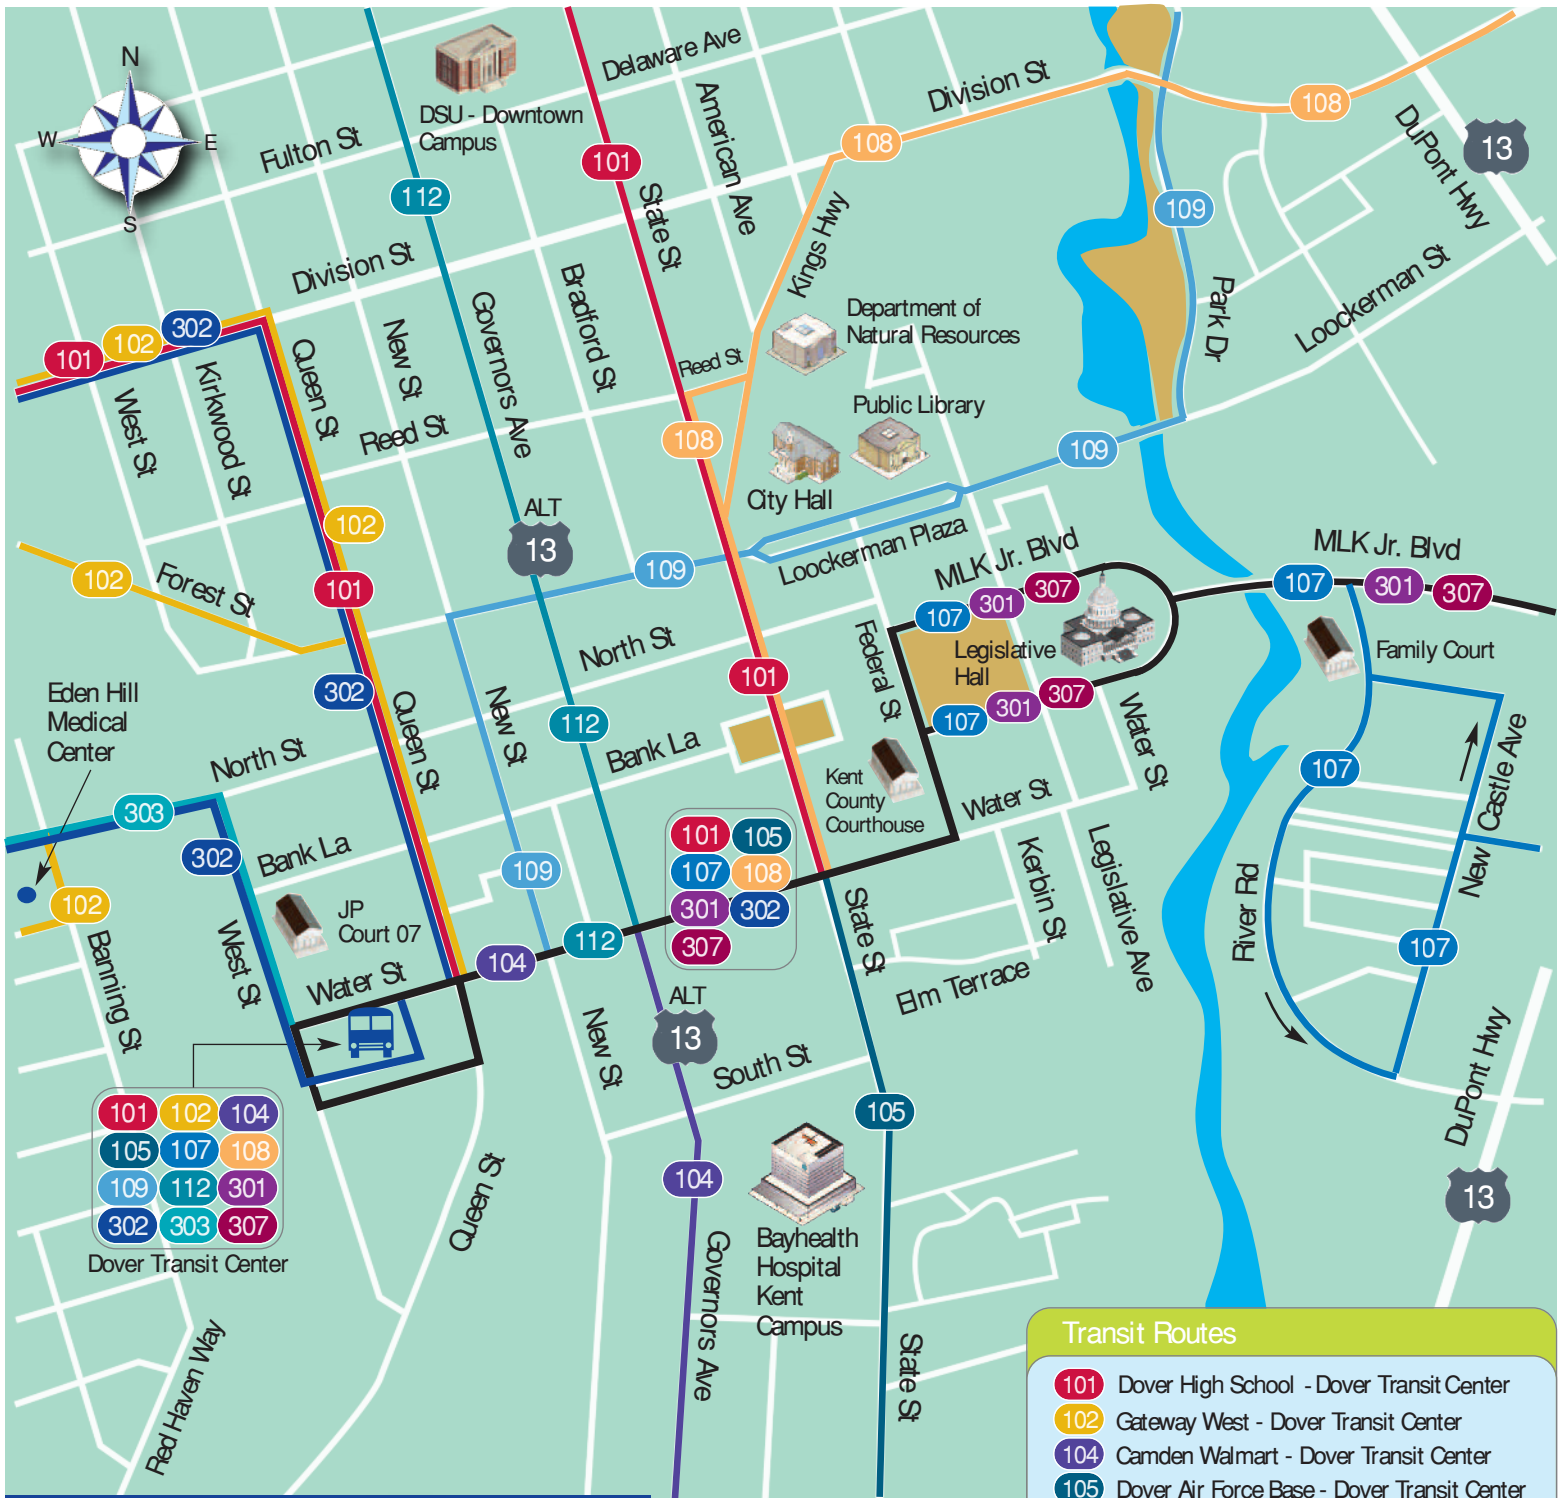 N
W
E
S
Delaware Ave
DSU - Downtown
Campus
Fulton St
American Ave
Division St
108
108
DuPont Hwy
13
101
112
State St
109
Kings Hwy
Division St
Bradford St
Governors Ave
New St
Park Dr
Loockerman St
Department of
Natural Resources
302
102
101
Queen St
Kirkwood St
West St
Reed St
Reed St
Public Library
108
109
City Hall
ALT
13
102
Loockerman Plaza
MLK Jr. Blvd
MLK Jr. Blvd
102
Forest St
101
109
107
301
307
107
301
307
North St
Federal St
Legislative
Hall
Family Court
Eden Hill
Medical
Center
302
Queen St
New St
101
112
107
301
307
Water St
North St
Bank La
107
Castle Ave
New
303
302
Bank La
Kent
County
Courthouse
Water St
101
105
107
108
301
302
307
109
102
JP
Court 07
State St
Kerbin St
Legislative Ave
River Rd
107
Banning St
West St
Water St
104
112
Elm Terrace
ALT
13
New St
South St
DuPont Hwy
13
105
101
102
104
105
107
108
109
112
301
302
303
307
Dover Transit Center
Queen St
104
Bayhealth
Hospital
Kent
Campus
Governors Ave
State St
Red Haven Way
Transit Routes
101 Dover High School - Dover Transit Center
102 Gateway West - Dover Transit Center
104 Camden Walmart - Dover Transit Center
105 Dover Air Force Base - Dover Transit Center